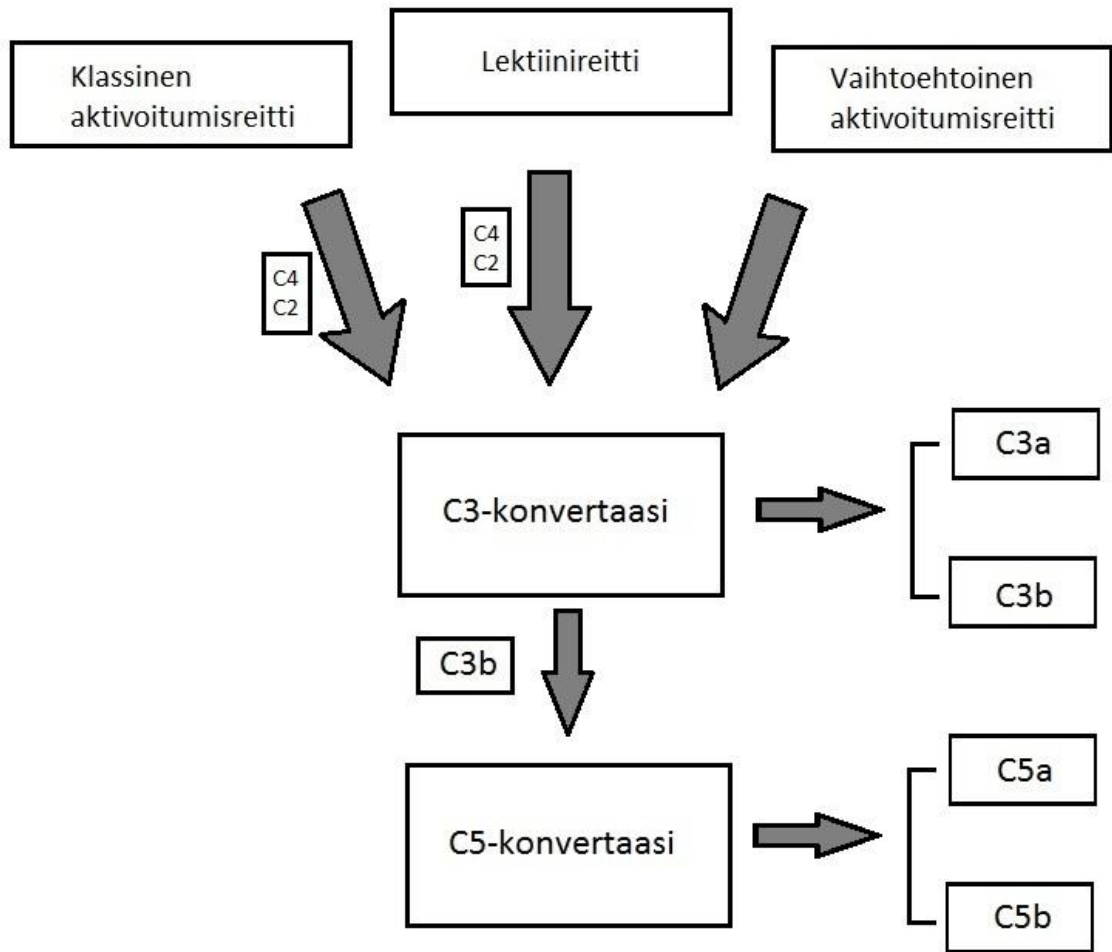 Klassinen
aktivoitumisreitti
Lektiinireitti
Vaihtoehtoinen
aktivoitumisreitti
C4
C2
C4
C2
C3-konvertaasi
C3a
C3b
C3b
C5-konvertaasi
C5a
C5b